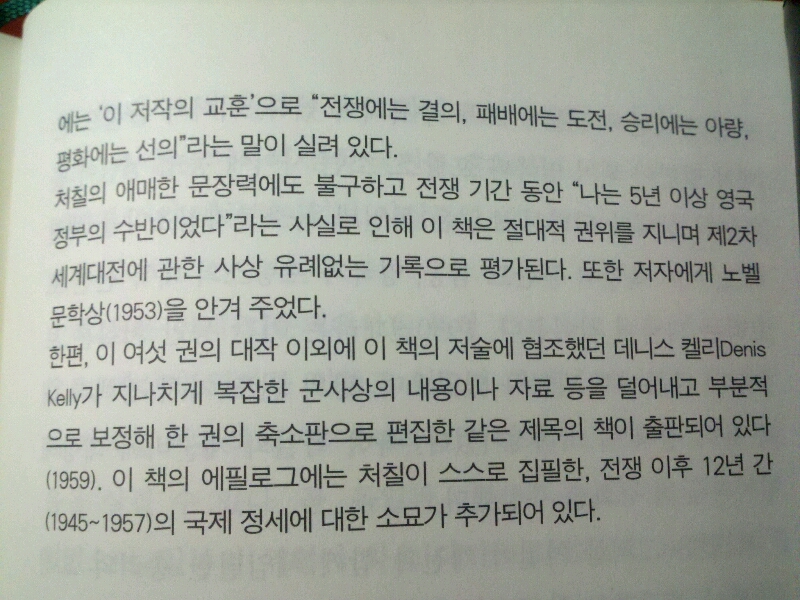 에는 '이 저작의 교훈'으로 "전쟁에는 결의, 패배에는 도전, 승리에는 아량,
평화에는 선의"라는 말이 실려 있다.
처칠의 애매한 문장력에도 불구하고 전쟁 기간 동안 "나는 5년 이상 영국
정부의 수반이었다"라는 사실로 인해 이 책은 절대적 권위를 지니며 제2차
세계대전에 관한 사상 유례없는 기록으로 평가된다. 또한 저자에게 노벨
문학상(1953)을 안겨 주었다.
한편, 이 여섯 권의 대작 이외에 이 책의 저술에 협조했던 데니스 켈리Denis
Kelly가 지나치게 복잡한 군사상의 내용이나 자료 등을 덜어내고 부분적
으로 보정해 한 권의 축소판으로 편집한 같은 제목의 책이 출판되어 있다
(1959). 이 책의 에필로그에는 처칠이 스스로 집필한, 전쟁 이후 12년 간
(1945~1957)의 국제 정세에 대한 소묘가 추가되어 있다.